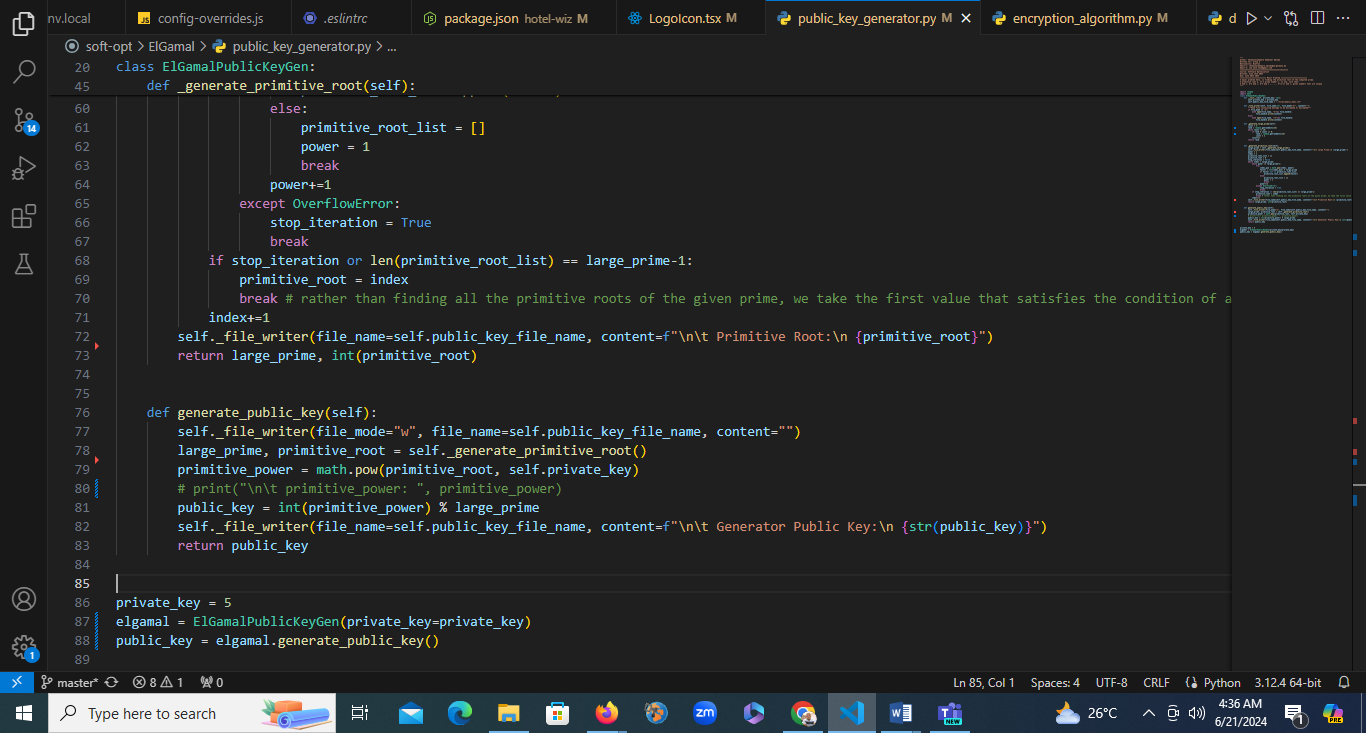 nv.local
JS config-overrides.js
.eslintrc
package.json hotel-wiz M
LogoIcon.tsx M
public_key_generator.py M
encryption_algorithm.py M
d
soft-opt > ElGamal > public_key_generator.py > ...
20 class ElGamalPublicKeyGen:
45 def _generate_primitive_root(self):
60 else:
61 primitive_root_list = []
62 power = 1
63 break
64 power+=1
65 except OverflowError:
66 stop_iteration = True
67 break
68 if stop_iteration or len(primitive_root_list) == large_prime-1:
69 primitive_root = index
70 break # rather than finding all the primitive roots of the given prime, we take the first value that satisfies the condition of a
71 index+=1
72 self._file_writer(file_name=self.public_key_file_name, content=f"\n\t Primitive Root:\n {primitive_root}")
73 return large_prime, int(primitive_root)
74
75
76 def generate_public_key(self):
77 self._file_writer(file_mode="w", file_name=self.public_key_file_name, content="")
78 large_prime, primitive_root = self._generate_primitive_root()
79 primitive_power = math.pow(primitive_root, self.private_key)
80 # print("\n\t primitive_power: ", primitive_power)
81 public_key = int(primitive_power) % large_prime
82 self._file_writer(file_name=self.public_key_file_name, content=f"\n\t Generator Public Key:\n {str(public_key)}")
83 return public_key
84
85
86 private_key = 5
87 elgamal = ElGamalPublicKeyGen(private_key=private_key)
88 public_key = elgamal.generate_public_key()
89
14
1
master* 8 1 0 Ln 85, Col 1 Spaces: 4 UTF-8 CRLF Python 3.12.4 64-bit
Type here to search
zm
W
NEW
26°C
4:36 AM
6/21/2024
1
PRE